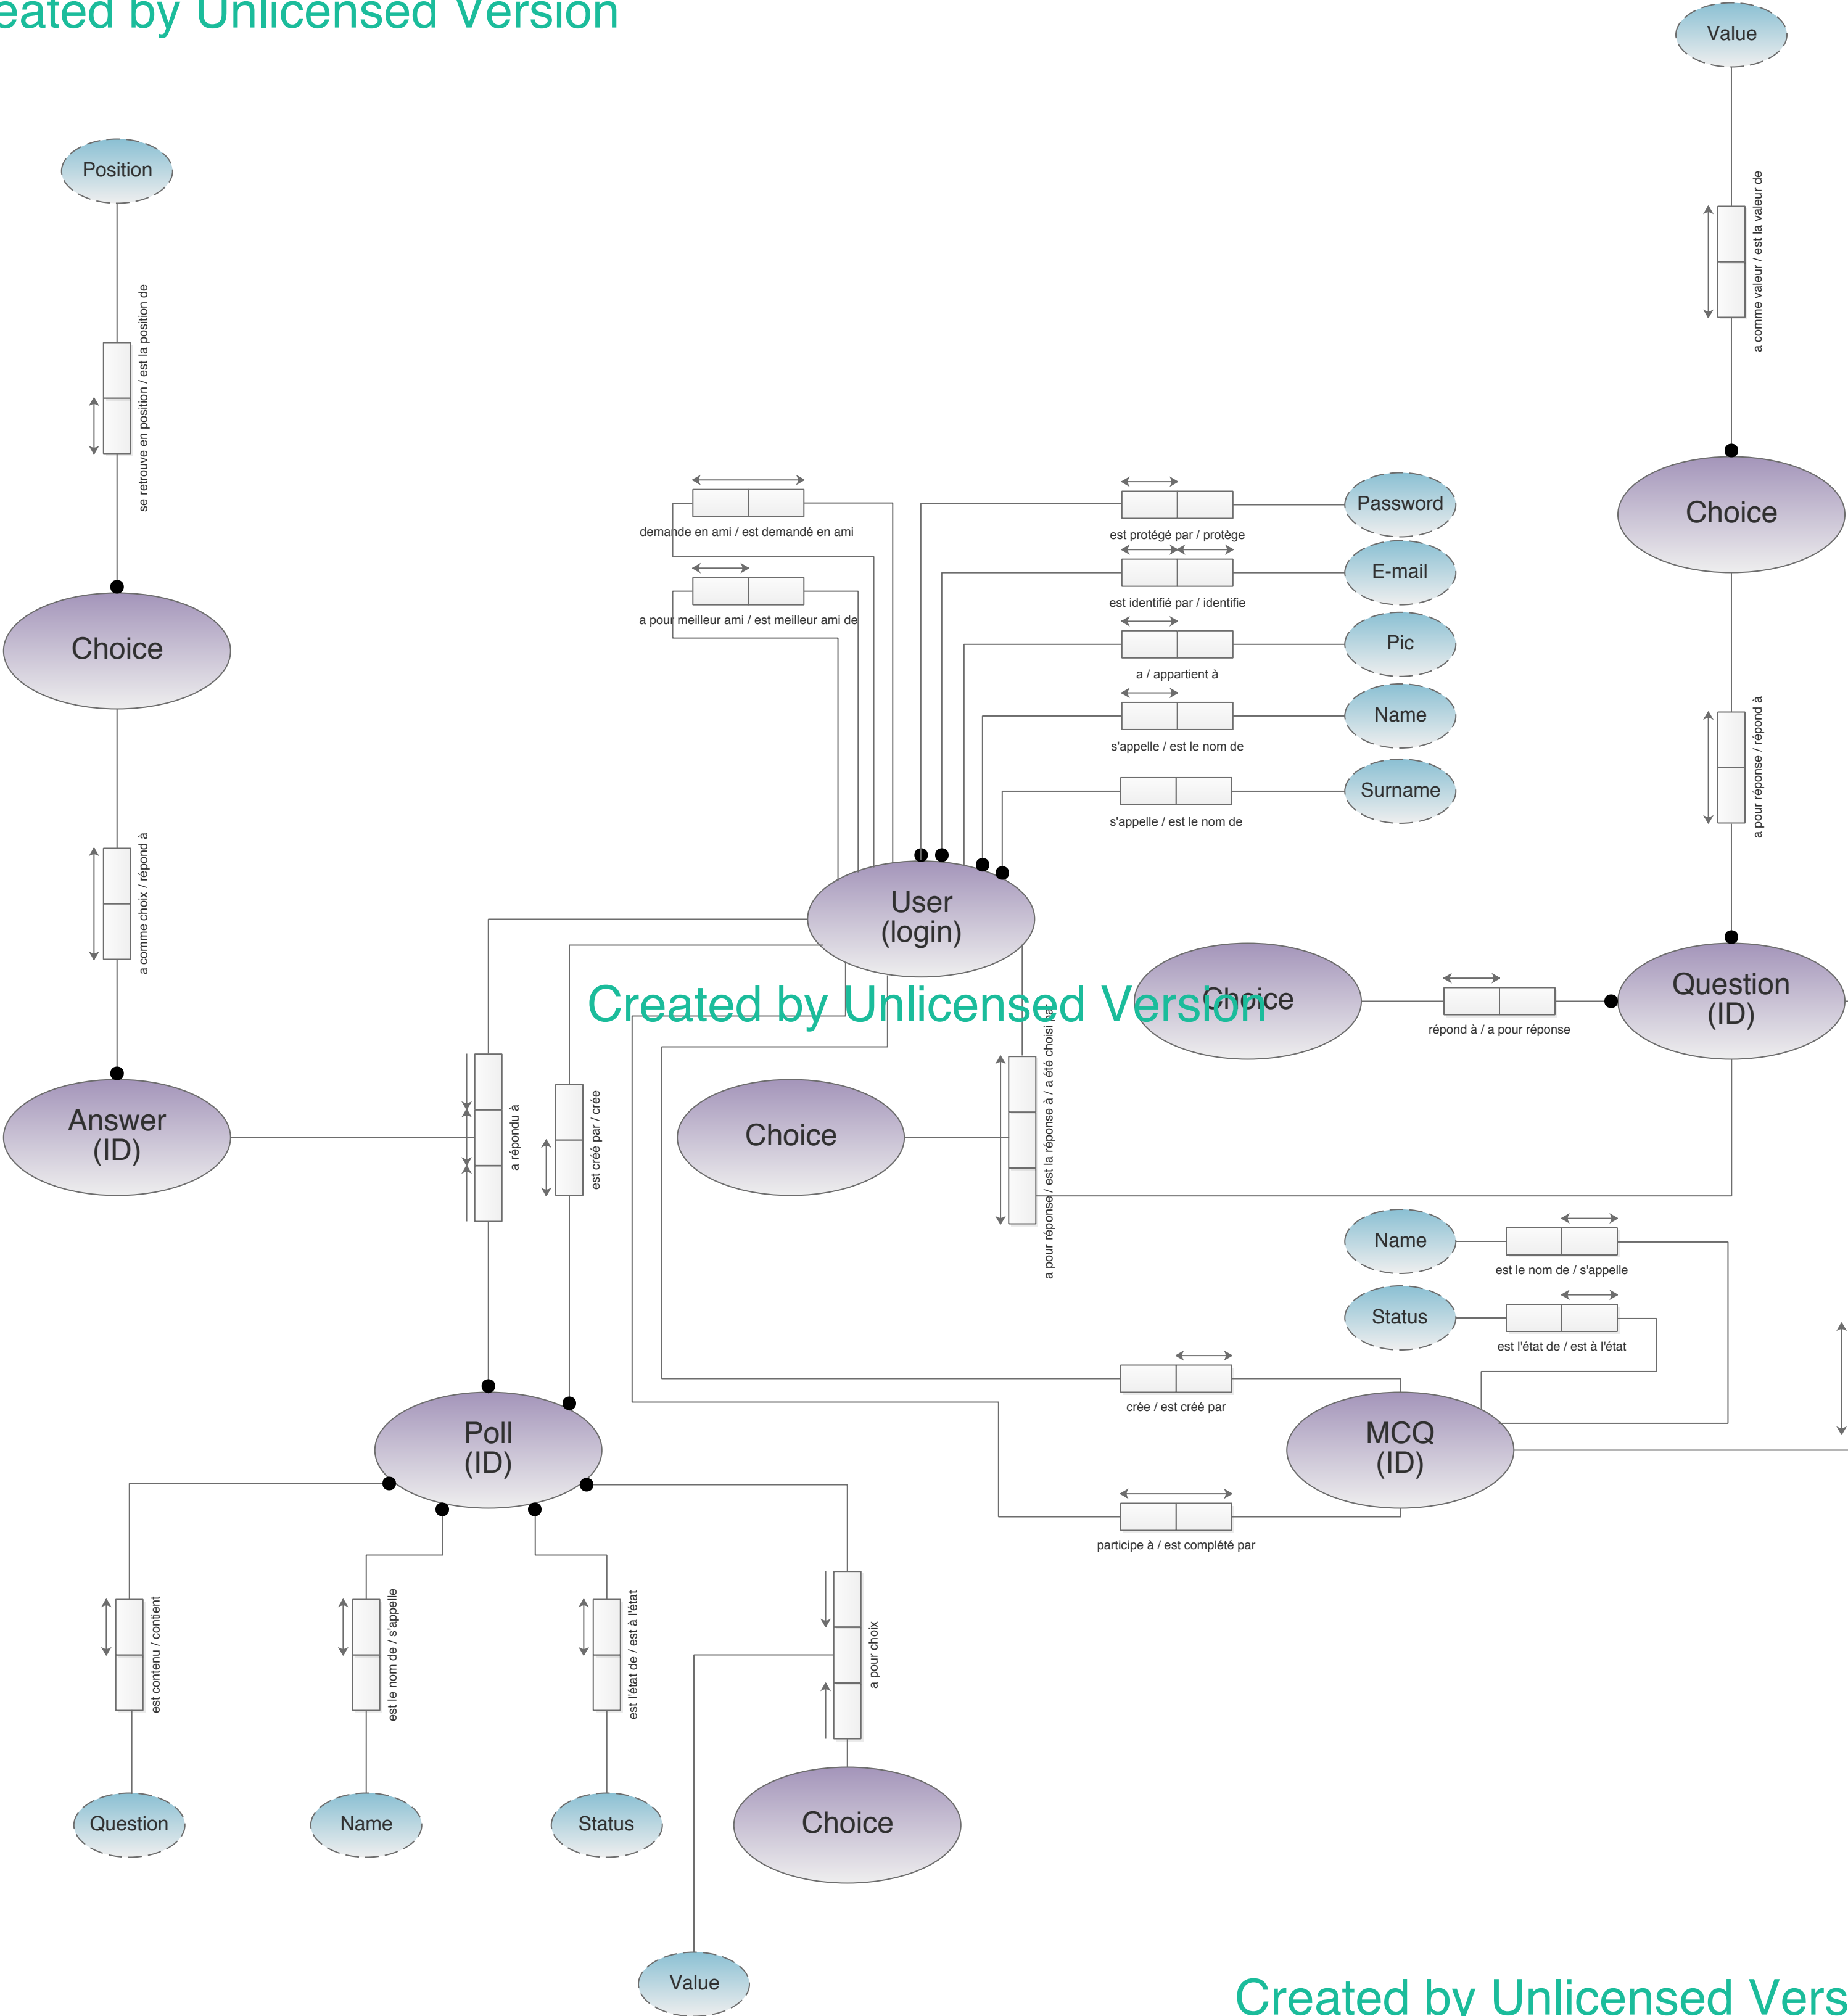 eated by Unlicensed Version
Value
Position
a comme valeur / est la valeur de
se retrouve en position / est la position de
Password
demande en ami / est demandé en ami
est protégé par / protège
Choice
E-mail
est identifié par / identifie
a pour meilleur ami / est meilleur ami de
Choice
Pic
a / appartient à
Name
s'appelle / est le nom de
a pour réponse / répond à
Surname
s'appelle / est le nom de
a comme choix / répond à
User
(login)
Created by Unlicensed Version
Choice
Question
(ID)
répond à / a pour réponse
Answer
(ID)
a répondu à
est créé par / crée
Choice
a pour réponse / est la réponse à / a été choisi par
Name
est le nom de / s'appelle
Status
est l'état de / est à l'état
crée / est créé par
Poll
(ID)
MCQ
(ID)
participe à / est complété par
est contenu / contient
est le nom de / s'appelle
est l'état de / est à l'état
a pour choix
Question
Name
Status
Choice
Value
Created by Unlicensed Vers